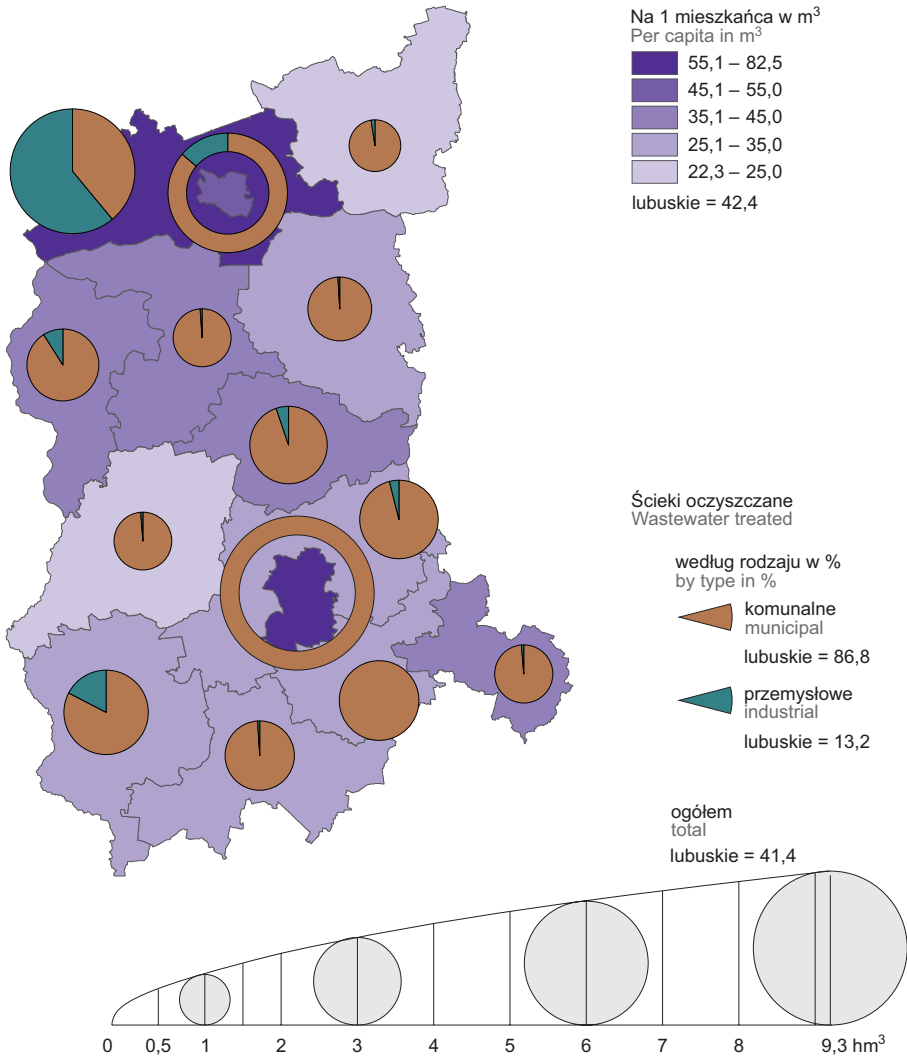 Na 1 mieszkańca w m³
Per capita in m³
55,1 – 82,5
45,1 – 55,0
35,1 – 45,0
25,1 – 35,0
22,3 – 25,0
lubuskie = 42,4
Ścieki oczyszczane
Wastewater treated
według rodzaju w %
by type in %
komunalne
municipal
lubuskie = 86,8
przemysłowe
industrial
lubuskie = 13,2
ogółem
total
lubuskie = 41,4
0 0,5 1 2 3 4 5 6 7 8 9,3 hm³